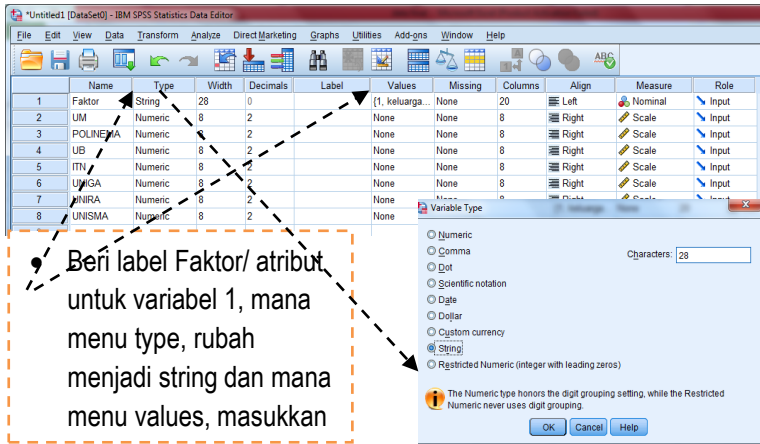 *Untitled1 [DataSet0] - IBM SPSS Statistics Data Editor
File Edit View Data Transform Analyze Direct Marketing Graphs Utilities Add-ons Window Help
Name Type Width Decimals Label Values Missing Columns Align Measure Role
1 Faktor String 28 0 {1, keluarga... None 20 Left Nominal Input
2 UM Numeric 8 2 None None 8 Right Scale Input
3 POLINEMA Numeric 8 2 None None 8 Right Scale Input
4 UB Numeric 8 2 None None 8 Right Scale Input
5 ITN Numeric 8 2 None None 8 Right Scale Input
6 UNIGA Numeric 8 2 None None 8 Right Scale Input
7 UNIRA Numeric 8 2 None None 8 Right Scale Input
8 UNISMA Numeric 8 2 None
• Beri label Faktor/ atribut
untuk variabel 1, mana
menu type, rubah
menjadi string dan mana
menu values, masukkan
Variable Type
Numeric
Comma
Dot
Scientific notation
Date
Dollar
Custom currency
String
Restricted Numeric (integer with leading zeros)
Characters: 28
The Numeric type honors the digit grouping setting, while the Restricted
Numeric never uses digit grouping.
OK Cancel Help